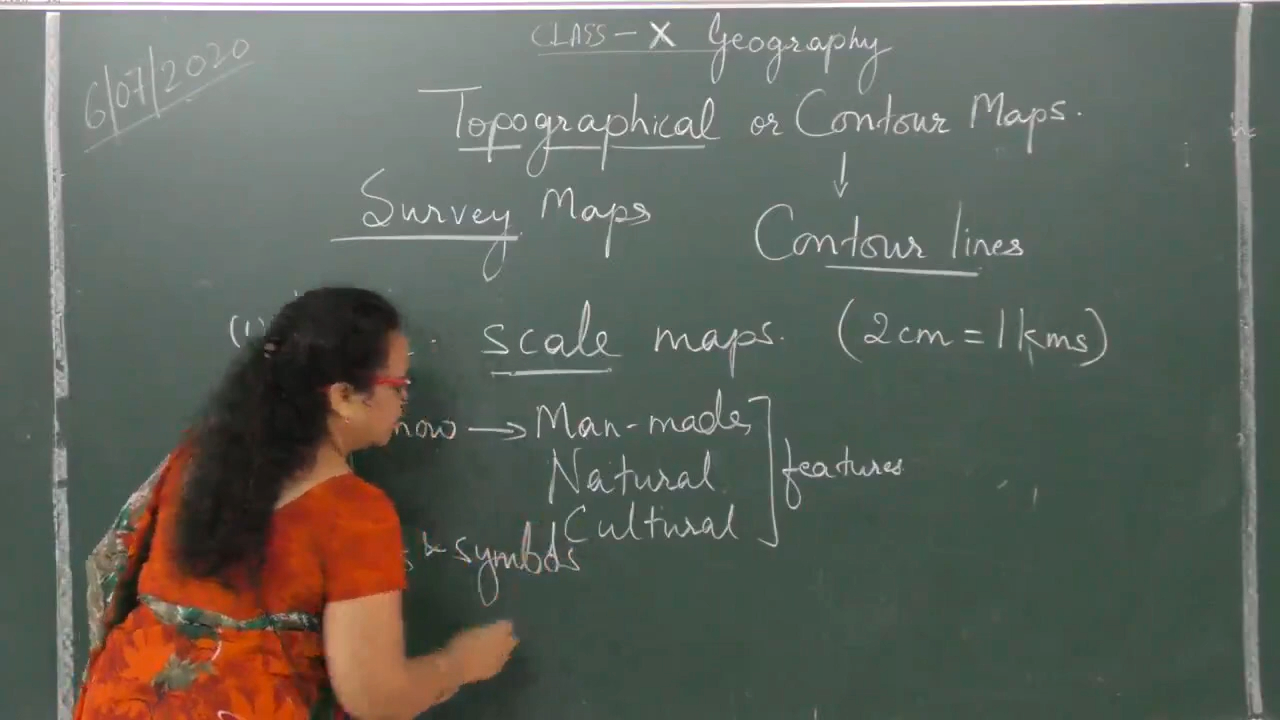 6/07/2020
CLASS - X Geography
Topographical or Contour Maps.
↓
Survey Maps
Contour lines
(1) scale maps. (2cm = 1kms)
→ Man-made
Natural
Cultural
features
symbols